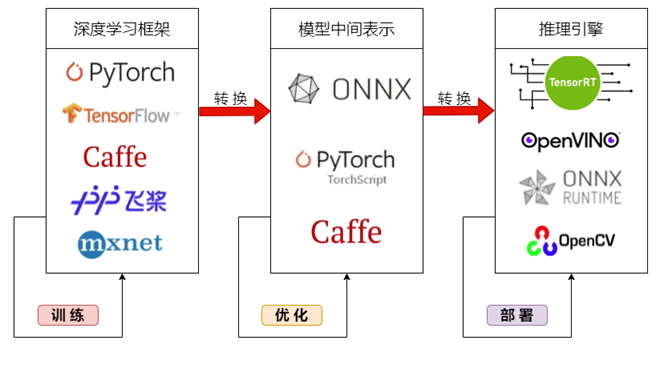 深度学习框架
PyTorch
TensorFlow™
Caffe
飞桨
mxnet
训 练
转 换
模型中间表示
ONNX
PyTorch
TorchScript
Caffe
优 化
转 换
推理引擎
TensorRT
OpenVINO™
ONNX
RUNTIME
OpenCV
部 署